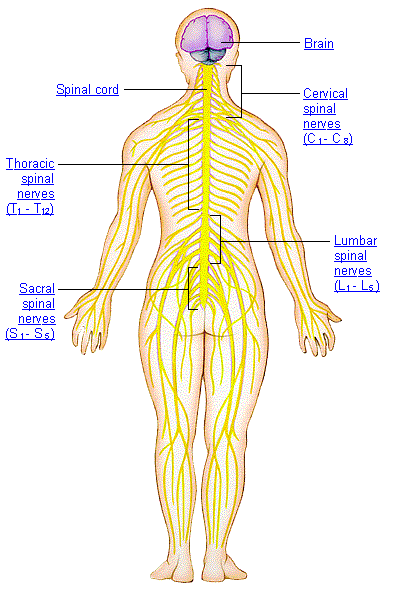 Brain
Spinal cord
Cervical
spinal
nerves
(C1 - C8)
Thoracic
spinal
nerves
(T1 - T12)
Lumbar
spinal
nerves
(L1 - L5)
Sacral
spinal
nerves
(S1 - S5)